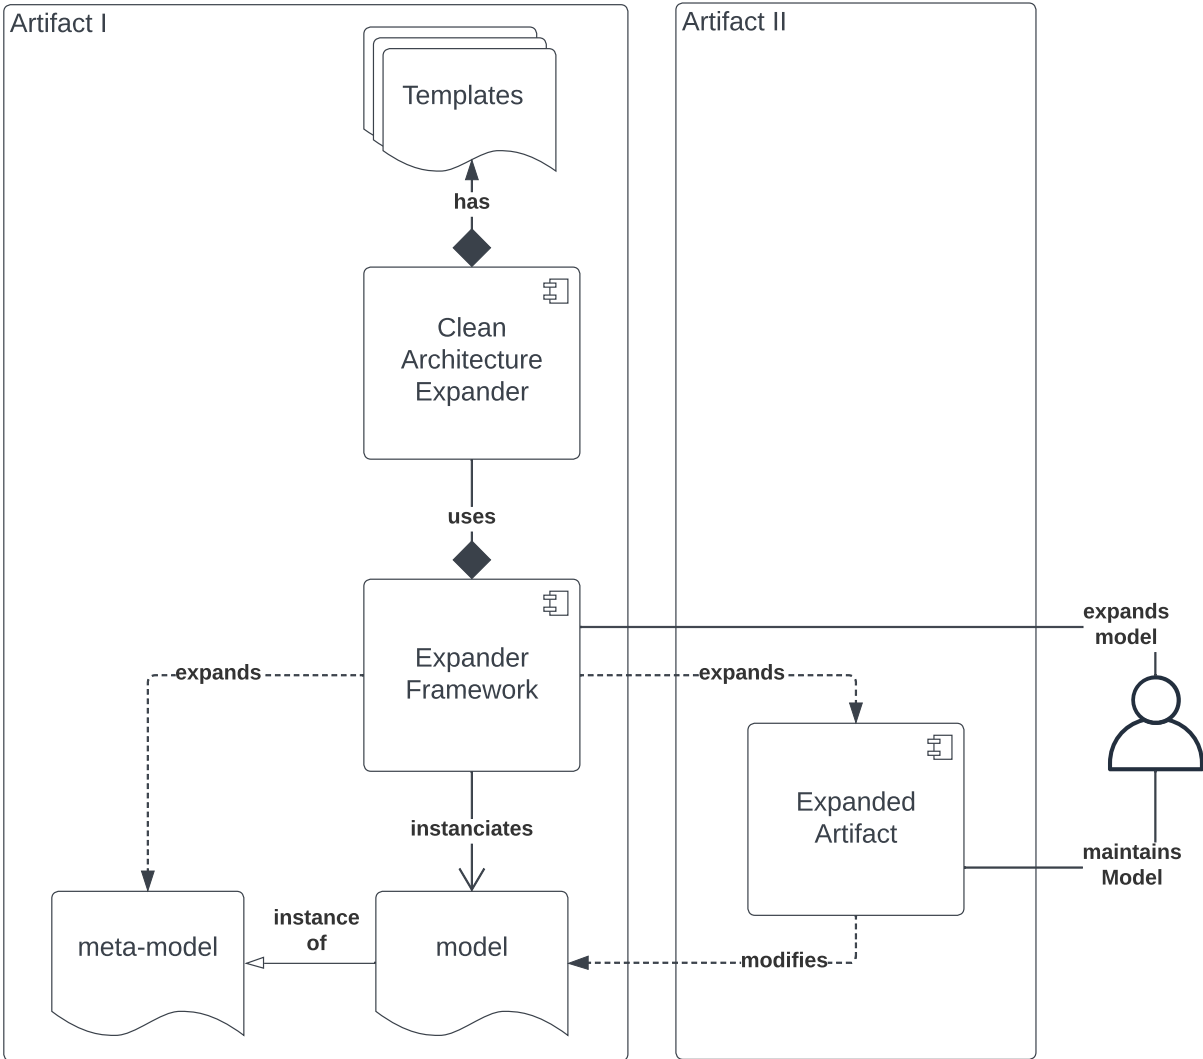 Artifact I
Artifact II
Templates
has
Clean
Architecture
Expander
uses
expands
model
Expander
Framework
expands
expands
Expanded
Artifact
instanciates
maintains
Model
instance
of
meta-model
model
modifies